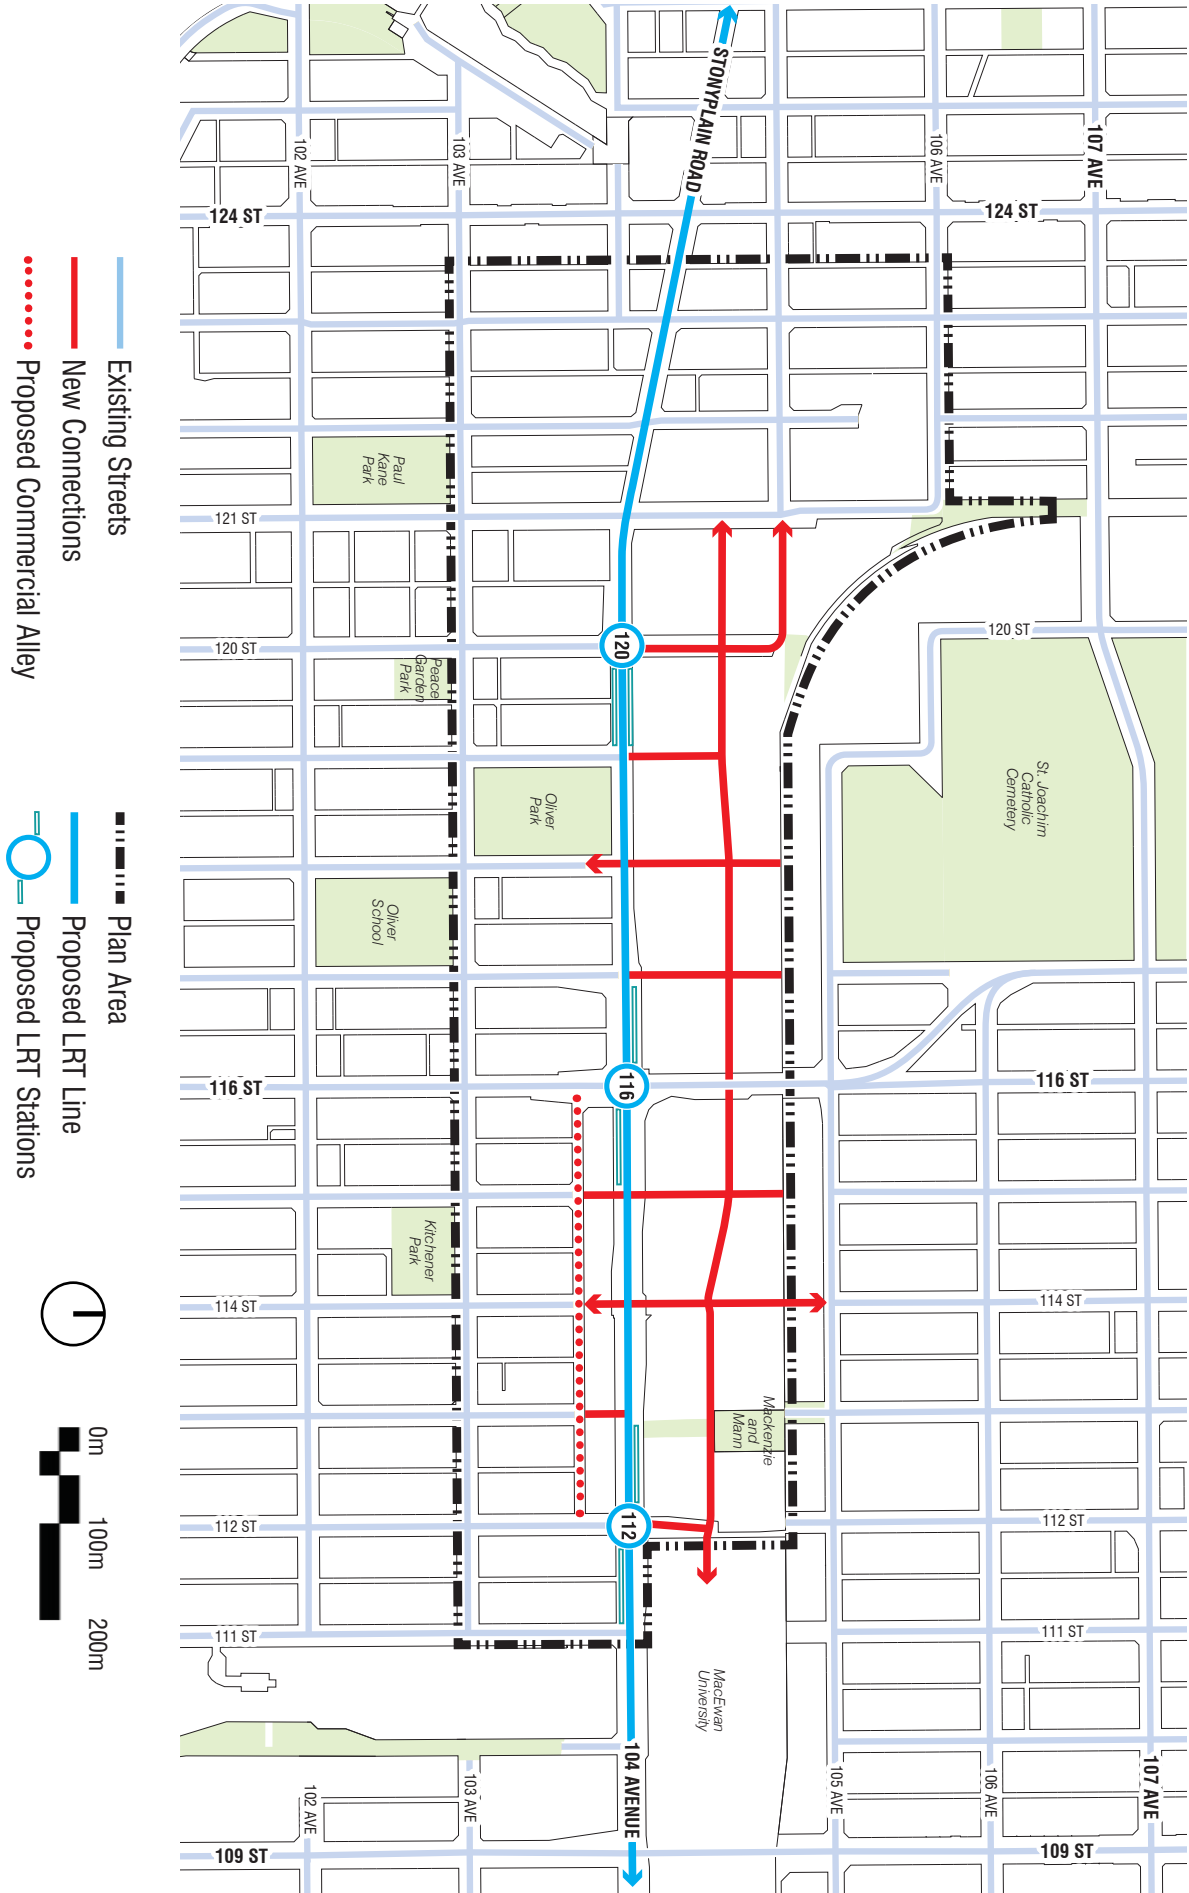 STONYPLAIN ROAD
102 AVE
103 AVE
106 AVE
107 AVE
124 ST
124 ST
Paul
Kane
Park
121 ST
120 ST
120
120 ST
Peace
Garden
Park
Oliver
Park
St. Joachim
Catholic
Cemetery
Oliver
School
116 ST
116
116 ST
Kitchener
Park
114 ST
114 ST
Mackenzie
and
Mann
112 ST
112
112 ST
111 ST
111 ST
MacEwan
University
104 AVENUE
102 AVE
103 AVE
105 AVE
106 AVE
107 AVE
109 ST
109 ST
Existing Streets
New Connections
Proposed Commercial Alley
Plan Area
Proposed LRT Line
Proposed LRT Stations
0m
100m
200m